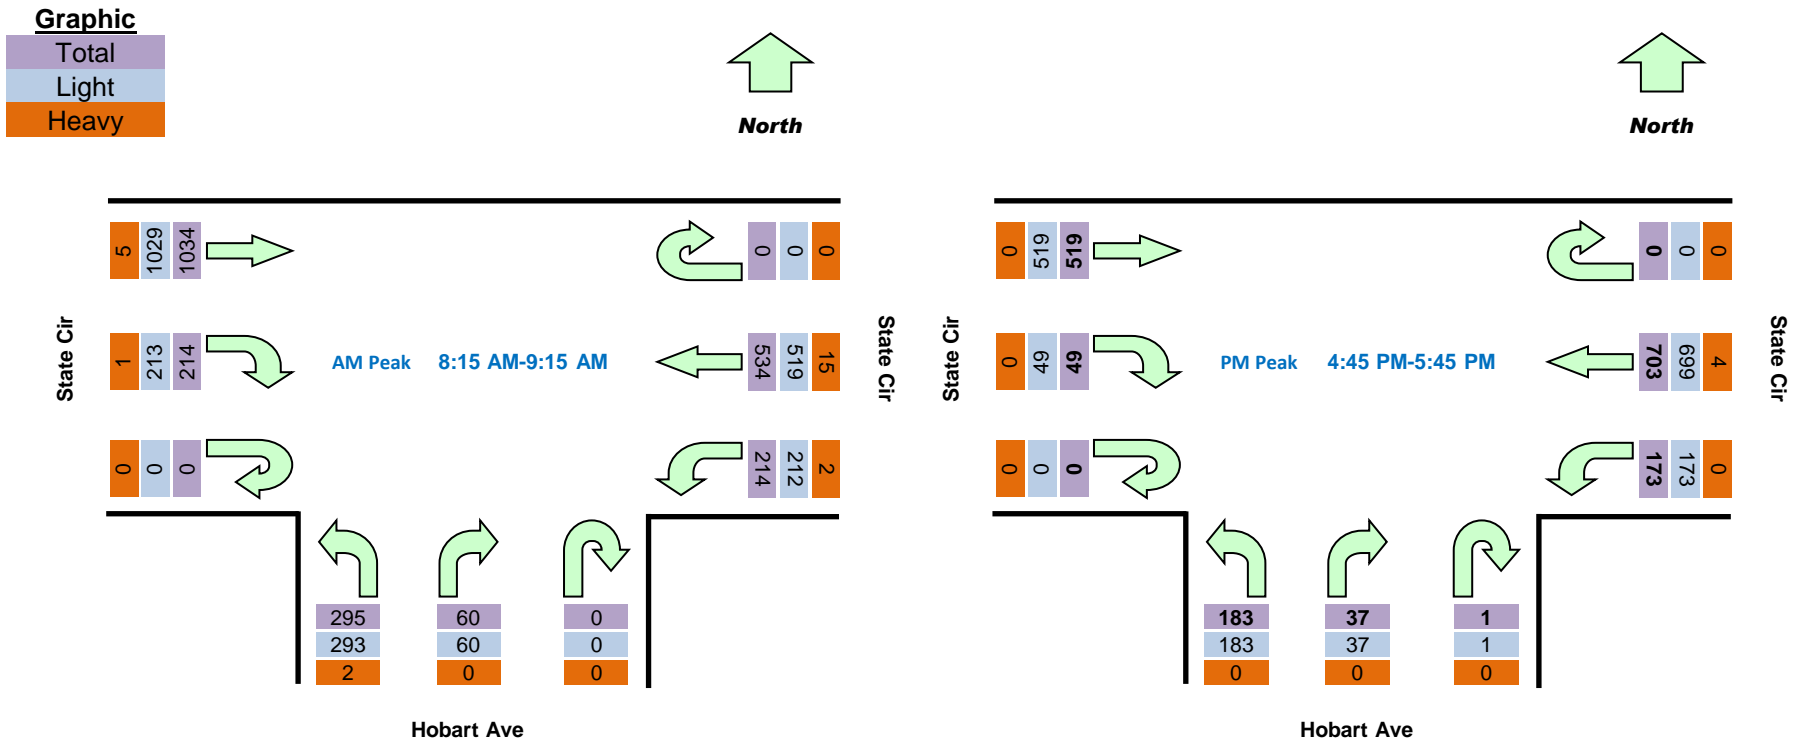 Graphic
Total
Light
Heavy
North
North
5 1029 1034
0 0 0
State Cir
1 213 214
AM Peak 8:15 AM-9:15 AM
534 519 15
State Cir
0 0 0
214 212 2
295 60 0
293 60 0
2 0 0
Hobart Ave
0 519 519
0 0 0
State Cir
0 49 49
PM Peak 4:45 PM-5:45 PM
703 699 4
State Cir
0 0 0
173 173 0
183 37 1
183 37 1
0 0 0
Hobart Ave